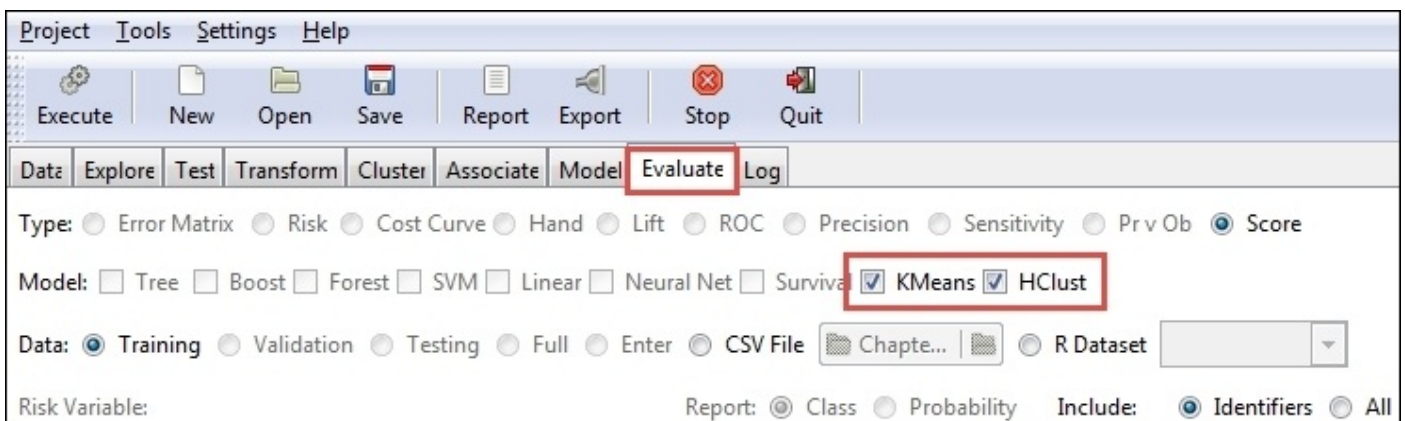 Project Tools Settings Help
Execute New Open Save Report Export Stop Quit
Data Explore Test Transform Cluster Associate Model Evaluate Log
Type: Error Matrix Risk Cost Curve Hand Lift ROC Precision Sensitivity Pr v Ob Score
Model: Tree Boost Forest SVM Linear Neural Net Survival KMeans HClust
Data: Training Validation Testing Full Enter CSV File Chapte... R Dataset
Risk Variable: Report: Class Probability Include: Identifiers All